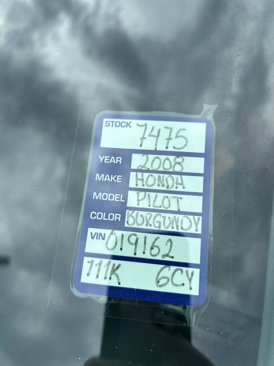 STOCK 7475
YEAR 2008
MAKE HONDA
MODEL PILOT
COLOR BURGUNDY
VIN 019162
111K 6CY